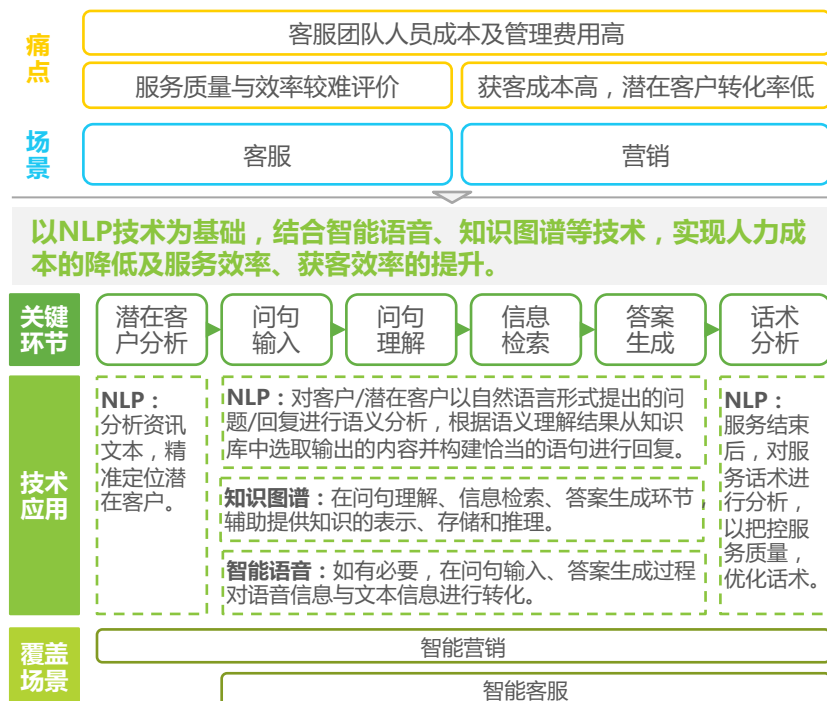 痛点
客服团队人员成本及管理费用高
服务质量与效率较难评价
获客成本高，潜在客户转化率低
场景
客服
营销
以NLP技术为基础，结合智能语音、知识图谱等技术，实现人力成
本的降低及服务效率、获客效率的提升。
关键
环节
潜在客
户分析
问句
输入
问句
理解
信息
检索
答案
生成
话术
分析
技术
应用
NLP：
分析资讯
文本，精
准定位潜
在客户。
NLP：对客户/潜在客户以自然语言形式提出的问
题/回复进行语义分析，根据语义理解结果从知识
库中选取输出的内容并构建恰当的语句进行回复。
知识图谱：在问句理解、信息检索、答案生成环节，
辅助提供知识的表示、存储和推理。
智能语音：如有必要，在问句输入、答案生成过程
对语音信息与文本信息进行转化。
NLP：
服务结束
后，对服
务话术进
行分析，
以把控服
务质量，
优化话术。
覆盖
场景
智能营销
智能客服